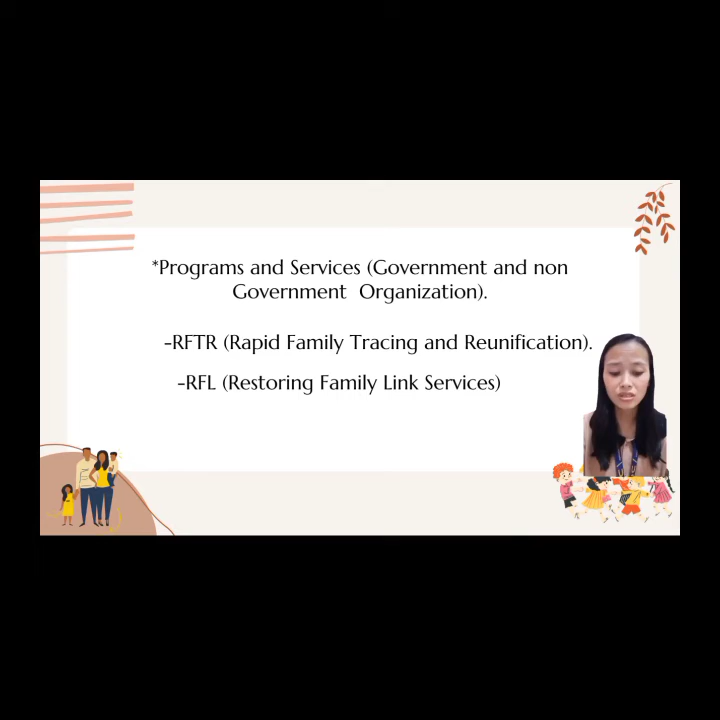 *Programs and Services (Government and non
Government Organization).
-RFTR (Rapid Family Tracing and Reunification).
-RFL (Restoring Family Link Services)